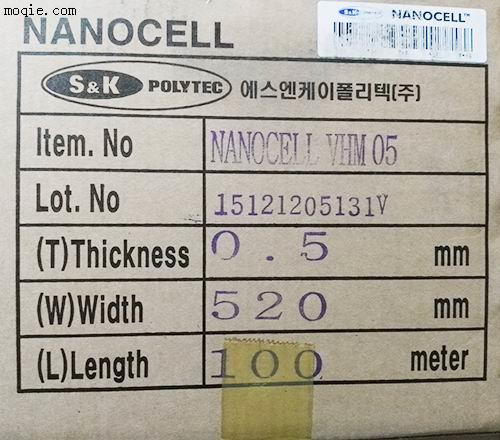 moqie.com
NANOCELL
S&K NANOCELL™
S&K POLYTEC 에스엔케이폴리텍(주)
Item. No NANOCELL VHM 05
Lot. No 15121205131V
(T)Thickness 0.5 mm
(W)Width 520 mm
(L)Length 100 meter